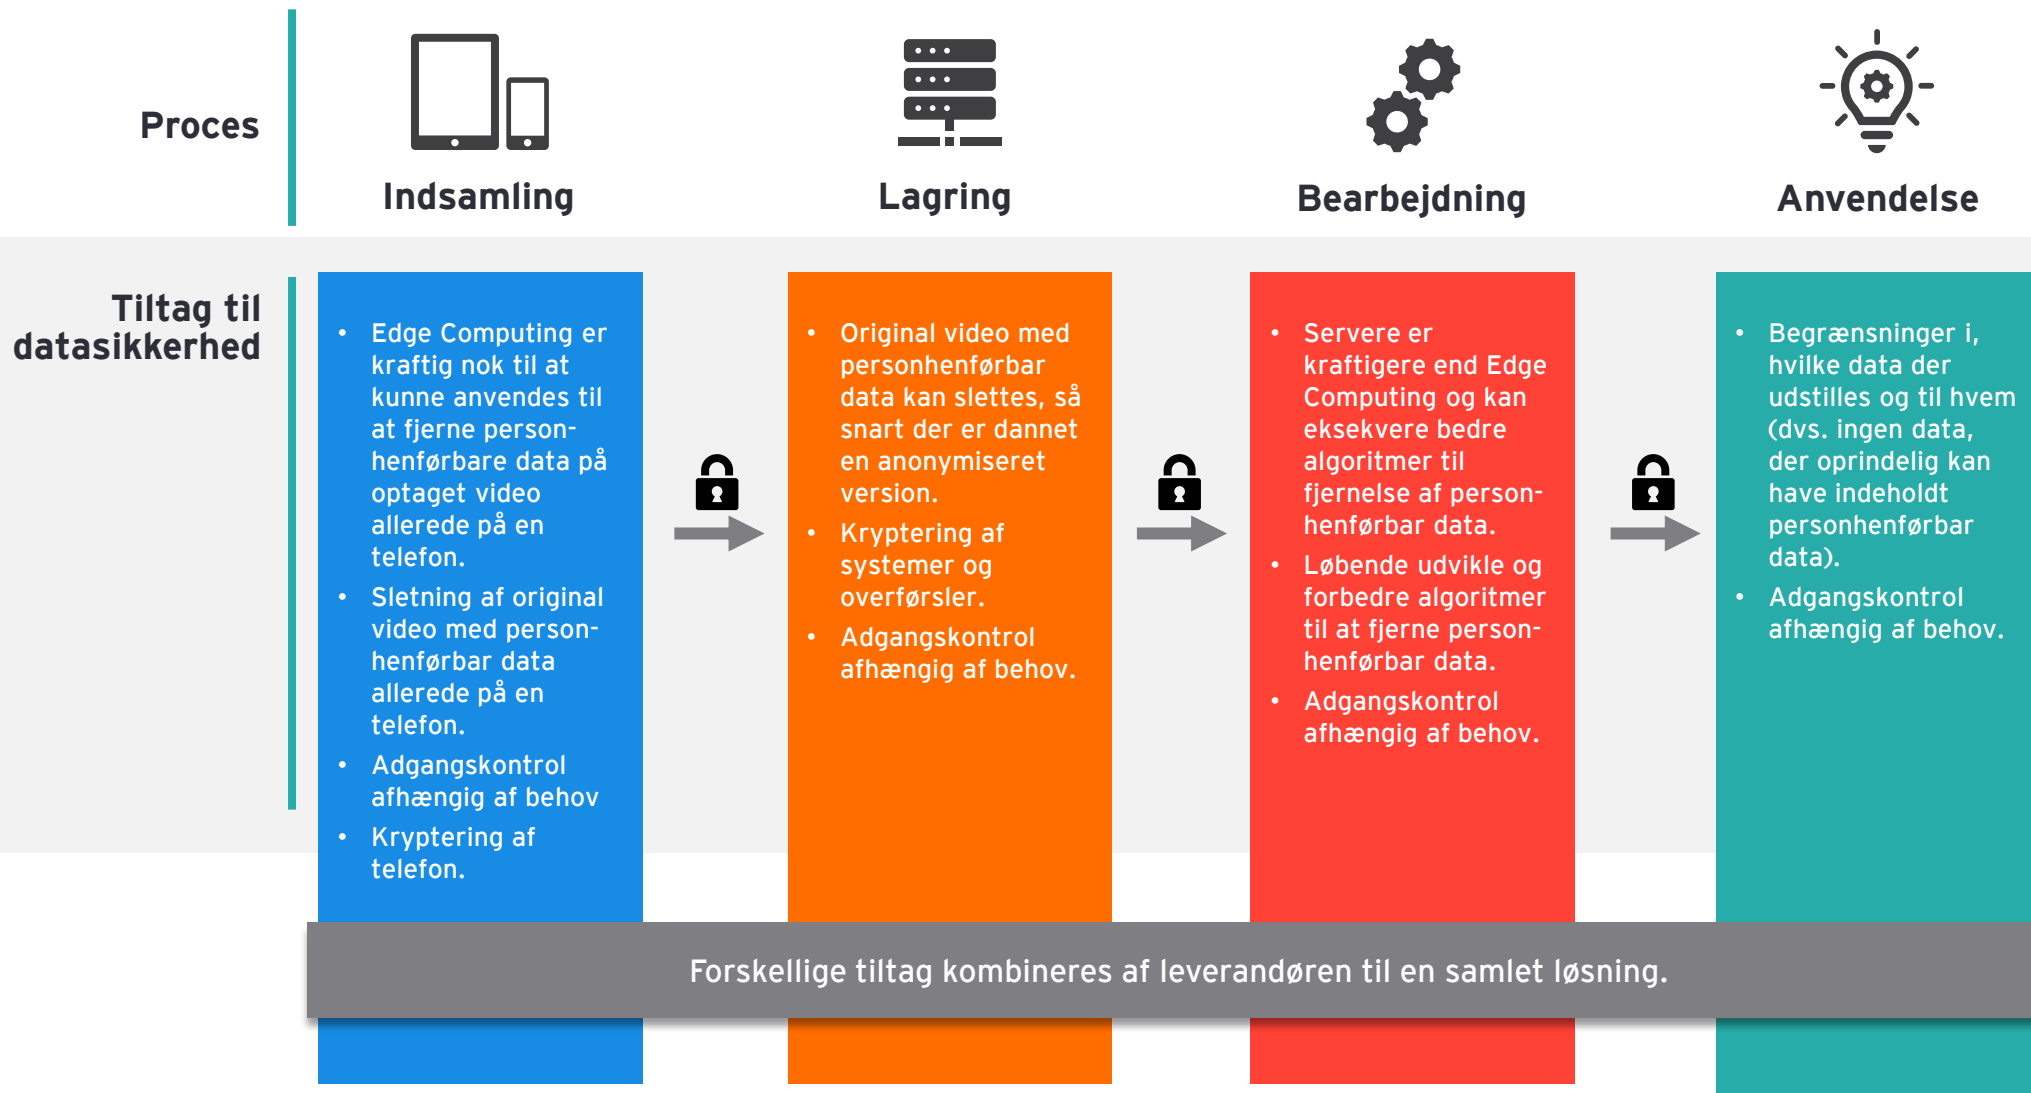 Proces
Indsamling
Lagring
Bearbejdning
Anvendelse
Tiltag til
datasikkerhed
• Edge Computing er
kraftig nok til at
kunne anvendes til
at fjerne person-
henførbare data på
optaget video
allerede på en
telefon.
• Sletning af original
video med person-
henførbar data
allerede på en
telefon.
• Adgangskontrol
afhængig af behov
• Kryptering af
telefon.
• Original video med
personhenførbar
data kan slettes, så
snart der er dannet
en anonymiseret
version.
• Kryptering af
systemer og
overførsler.
• Adgangskontrol
afhængig af behov.
• Servere er
kraftigere end Edge
Computing og kan
eksekvere bedre
algoritmer til
fjernelse af person-
henførbar data.
• Løbende udvikle og
forbedre algoritmer
til at fjerne person-
henførbar data.
• Adgangskontrol
afhængig af behov.
• Begrænsninger i,
hvilke data der
udstilles og til hvem
(dvs. ingen data,
der oprindelig kan
have indeholdt
personhenførbar
data).
• Adgangskontrol
afhængig af behov.
Forskellige tiltag kombineres af leverandøren til en samlet løsning.